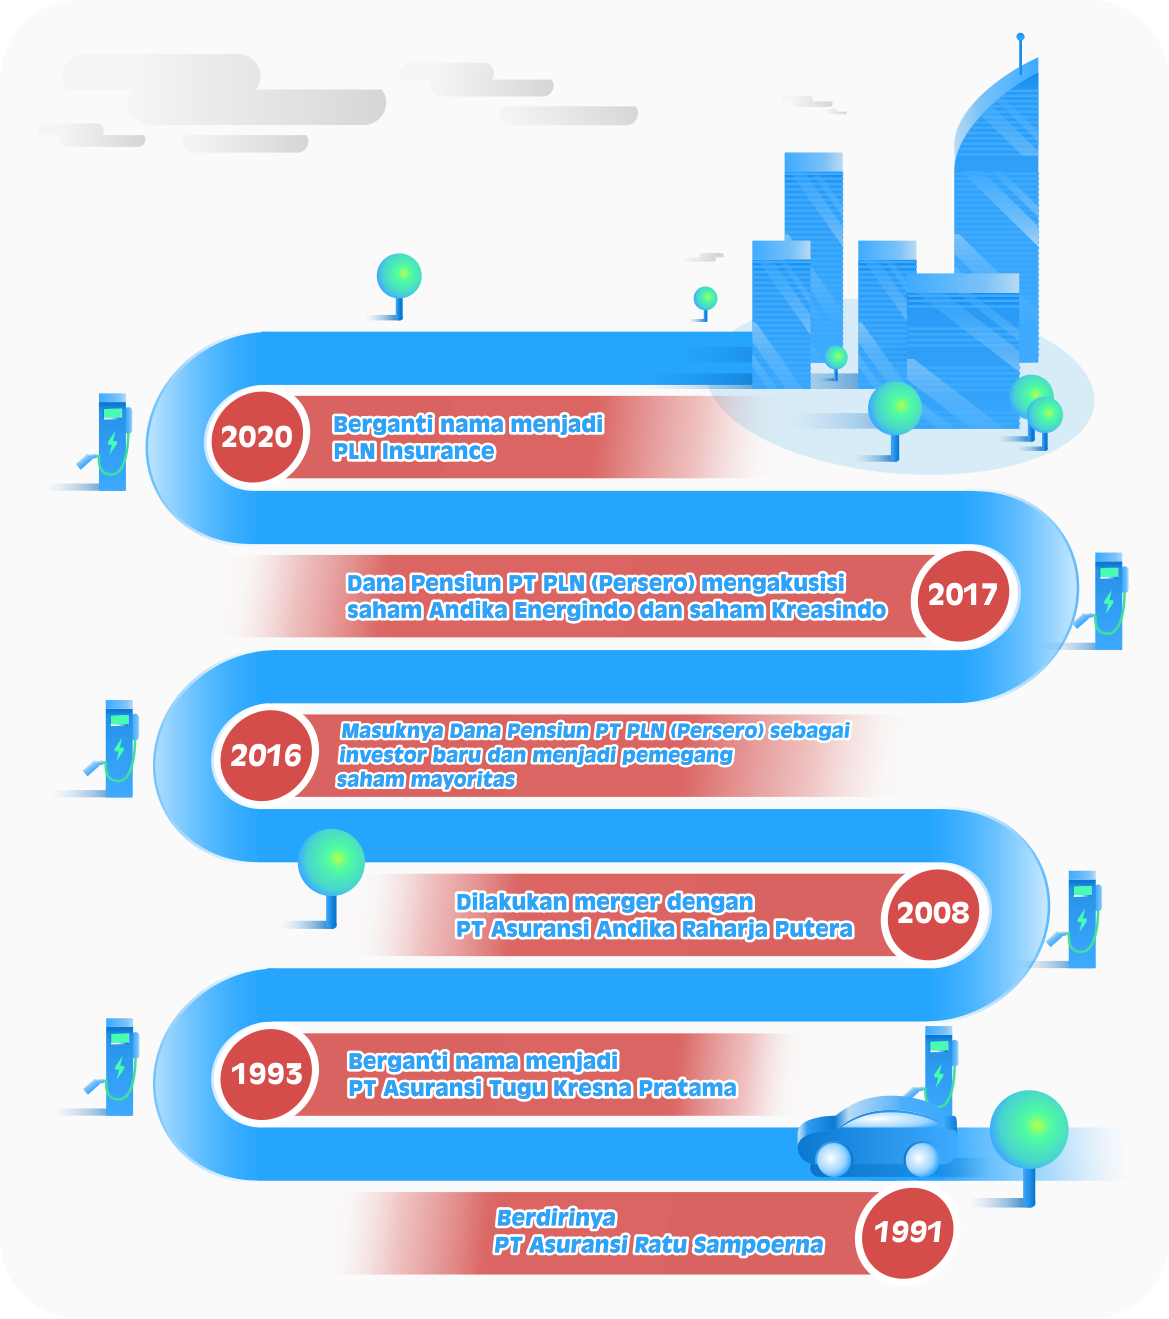 2020
Berganti nama menjadi
PLN Insurance
Dana Pensiun PT PLN (Persero) mengakusisi
saham Andika Energindo dan saham Kreasindo
2017
2016
Masuknya Dana Pensiun PT PLN (Persero) sebagai
investor baru dan menjadi pemegang
saham mayoritas
Dilakukan merger dengan
PT Asuransi Andika Raharja Putera
2008
1993
Berganti nama menjadi
PT Asuransi Tugu Kresna Pratama
Berdirinya
PT Asuransi Ratu Sampoerna
1991